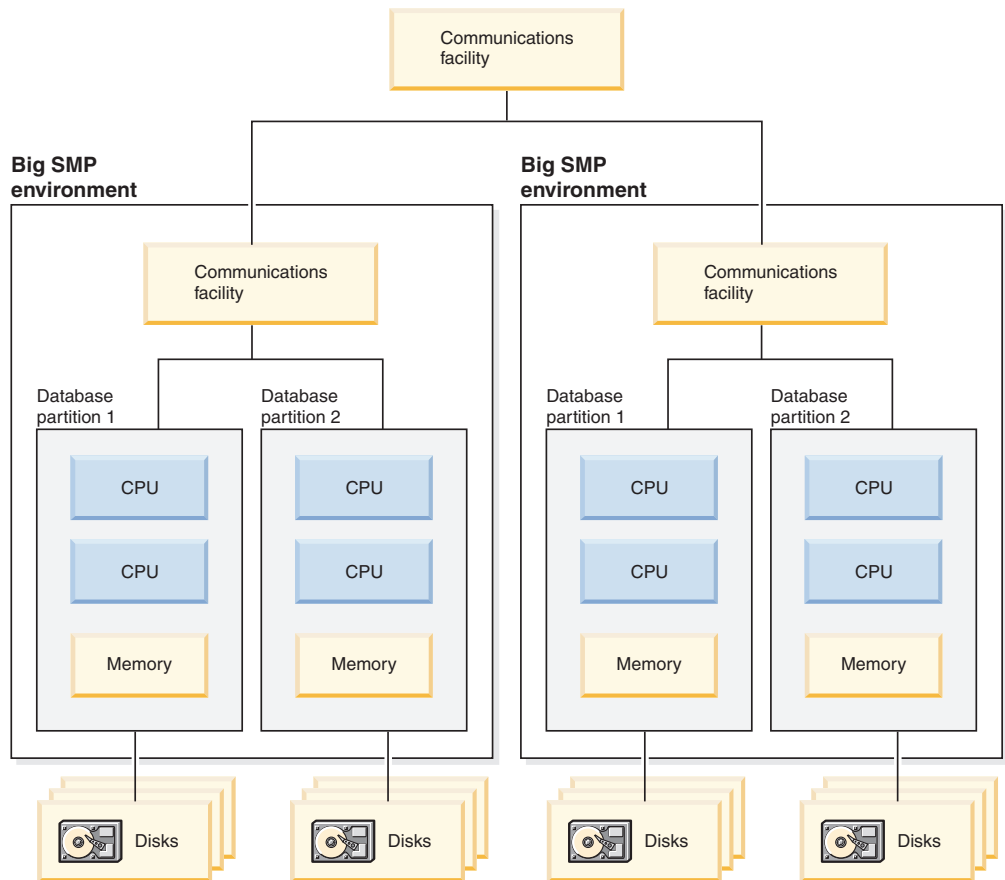 Communications
facility
Big SMP
environment
Big SMP
environment
Communications
facility
Communications
facility
Database
partition 1
Database
partition 2
Database
partition 1
Database
partition 2
CPU
CPU
CPU
CPU
CPU
CPU
CPU
CPU
Memory
Memory
Memory
Memory
Disks
Disks
Disks
Disks